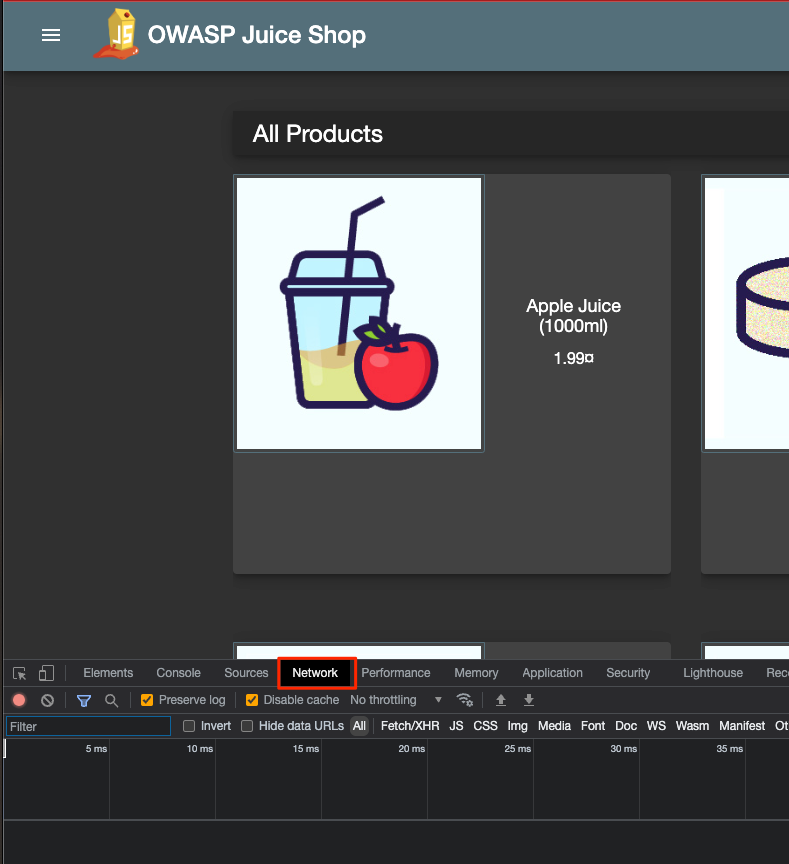 JS
OWASP Juice Shop
All Products
Apple Juice
(1000ml)
1.99¤
Elements Console Sources Network Performance Memory Application Security Lighthouse Rec
Preserve log Disable cache No throttling
Filter Invert Hide data URLs All Fetch/XHR JS CSS Img Media Font Doc WS Wasm Manifest Ot
5 ms 10 ms 15 ms 20 ms 25 ms 30 ms 35 ms